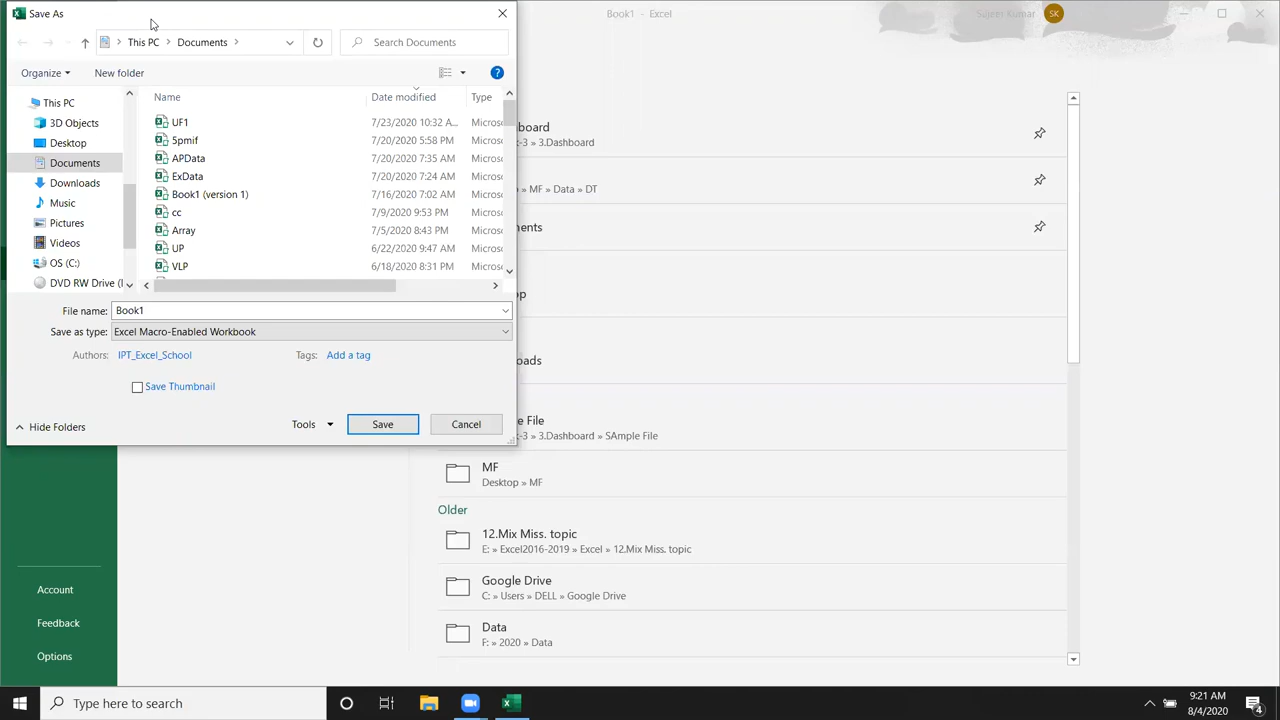 Save As
Book1 - Excel
Sujeet Kumar
SK
This PC
Documents
Search Documents
Organize
New folder
?
Name
Date modified
Type
This PC
3D Objects
Desktop
Documents
Downloads
Music
Pictures
Videos
OS (C:)
DVD RW Drive (
UF1
7/23/2020 10:32 A...
Micros
5pmif
7/20/2020 5:58 PM
Micros
APData
7/20/2020 7:35 AM
Micros
ExData
7/20/2020 7:24 AM
Micros
Book1 (version 1)
7/16/2020 7:02 AM
Micros
cc
7/9/2020 9:53 PM
Micros
Array
7/5/2020 8:43 PM
Micros
UP
6/22/2020 9:47 AM
Micros
VLP
6/18/2020 8:31 PM
Micros
File name:
Book1
Save as type:
Excel Macro-Enabled Workbook
Authors:
IPT_Excel_School
Tags:
Add a tag
Save Thumbnail
Hide Folders
Tools
Save
Cancel
board
-3 » 3.Dashboard
» MF » Data » DT
ments
op
oads
e File
-3 » 3.Dashboard » SAmple File
MF
Desktop » MF
Older
12.Mix Miss. topic
E: » Excel2016-2019 » Excel » 12.Mix Miss. topic
Google Drive
C: » Users » DELL » Google Drive
Data
F: » 2020 » Data
Account
Feedback
Options
Type here to search
9:21 AM
8/4/2020
4